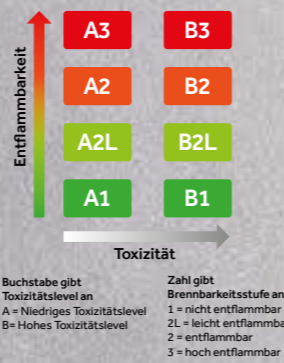 Entflammbarkeit
A3 B3
A2 B2
A2L B2L
A1 B1
Toxizität
Buchstabe gibt
Toxizitätslevel an
A = Niedriges Toxizitätslevel
B= Hohes Toxizitätslevel
Zahl gibt
Brennbarkeitsstufe an
1 = nicht entflammbar
2L = leicht entflammba
2 = entflammbar
3 = hoch entflammbar